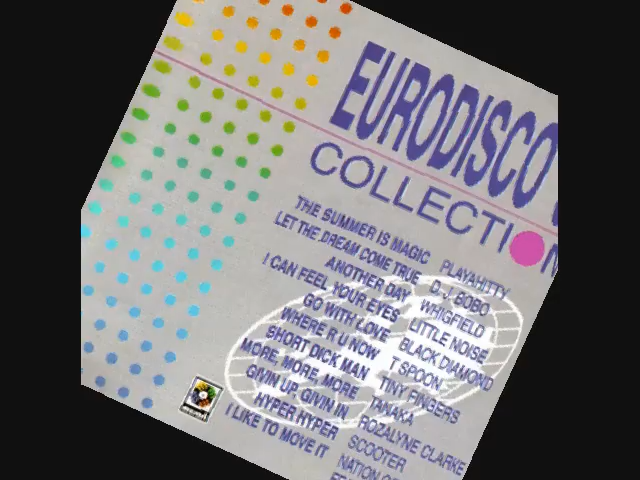 EURODISCO
COLLECTION
THE SUMMER IS MAGIC PLAYAHITTY
LET THE DREAM COME TRUE D.J. BOBO
ANOTHER DAY WHIGFIELD
I CAN FEEL YOUR EYES LITTLE NOISE
GO WITH LOVE BLACK DIAMOND
WHERE R U NOW T SPOON
SHORT DICK MAN TINY FINGERS
MORE, MORE, MORE TANAKA
GIVIN UP GIVIN IN ROZALYNE CLARKE
HYPER HYPER SCOOTER
I LIKE TO MOVE IT NATION